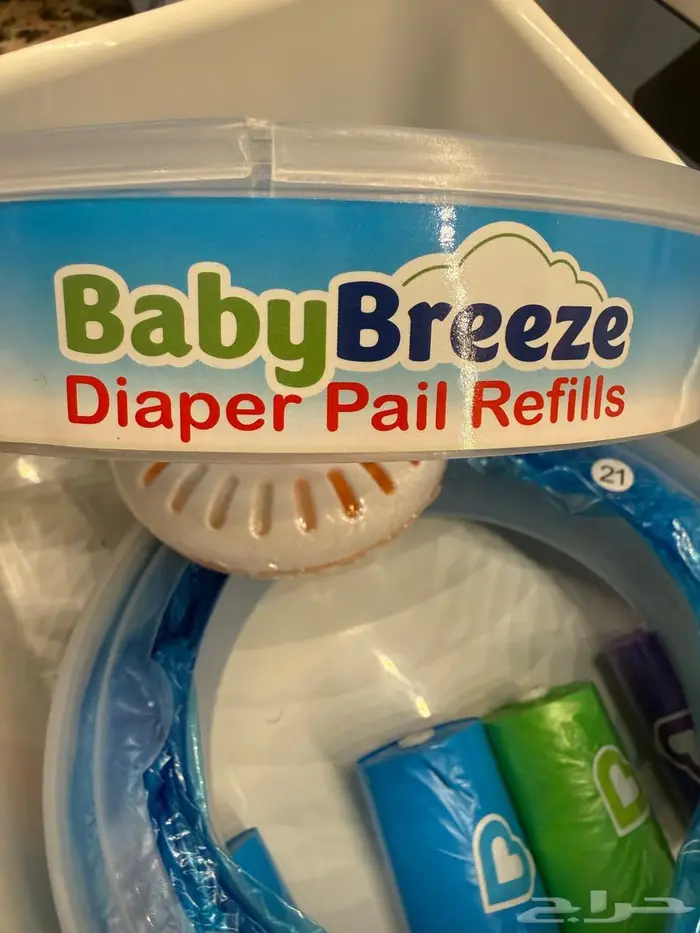 BabyBreeze
Diaper Pail Refills
21
حراج